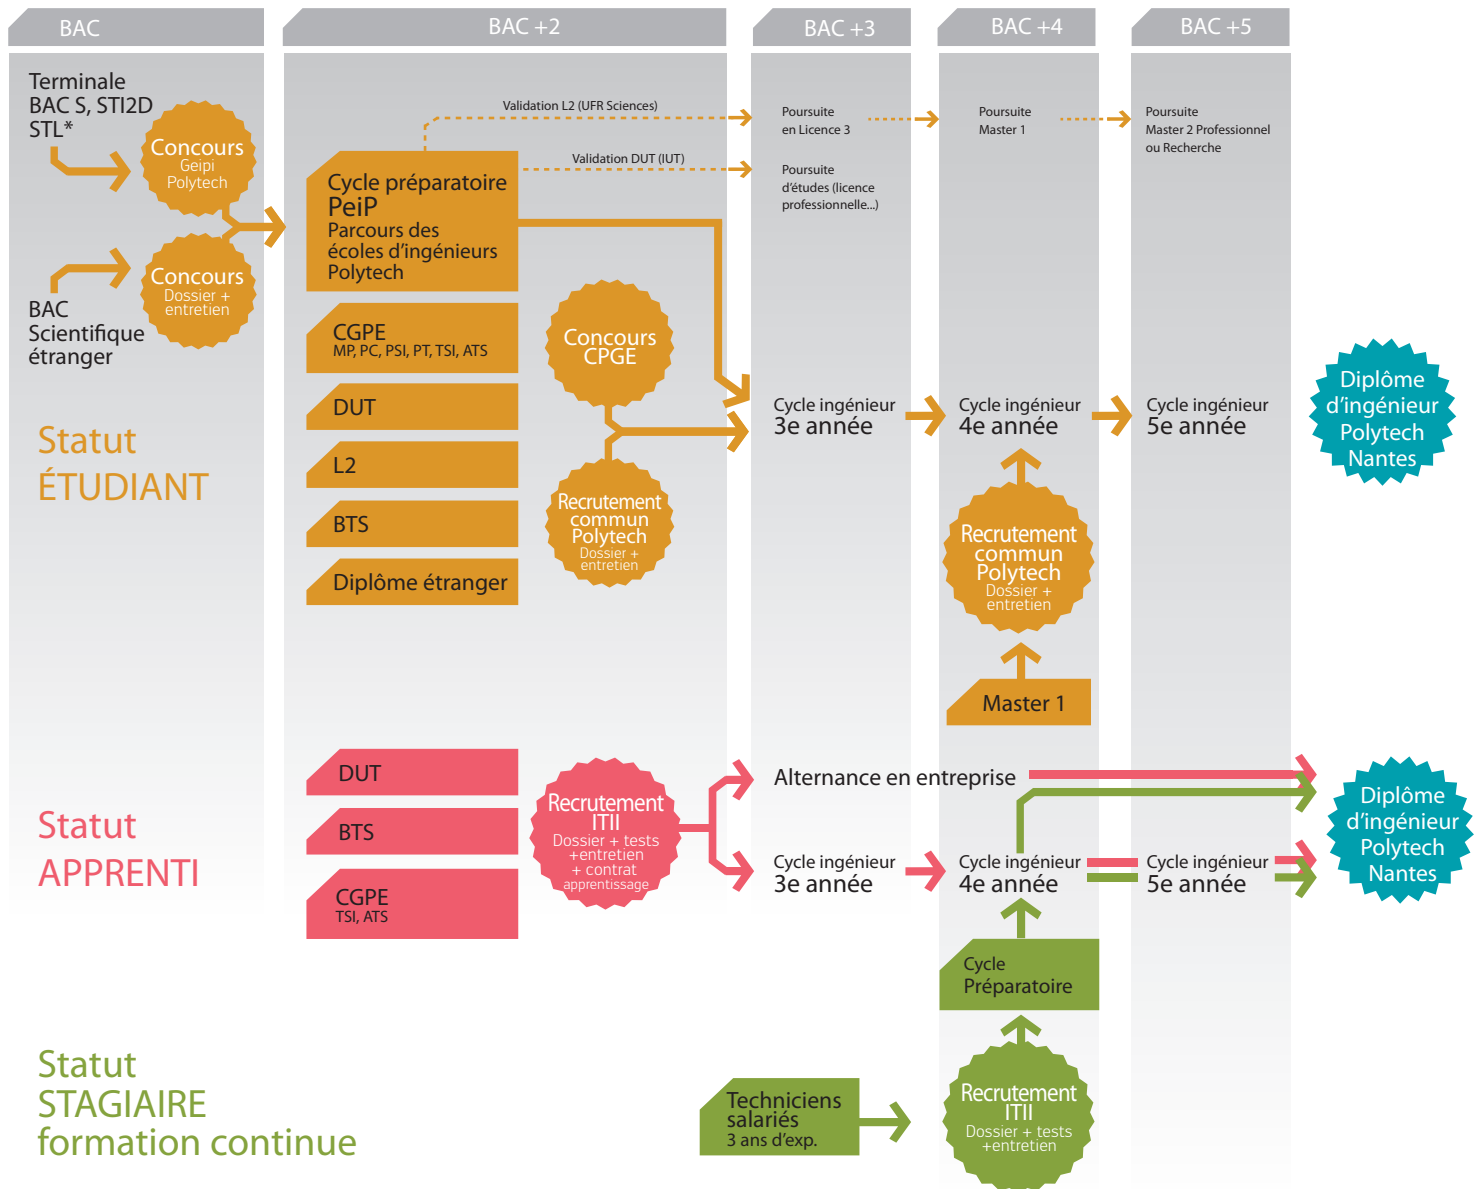 BAC
BAC +2
BAC +3
BAC +4
BAC +5
Terminale
BAC S, STI2D
STL*
Concours
Geipi
Polytech
Concours
Dossier +
entretien
BAC
Scientifique
étranger
Validation L2 (UFR Sciences)
Validation DUT (IUT)
Poursuite
en Licence 3
Poursuite
Master 1
Poursuite
Master 2 Professionnel
ou Recherche
Poursuite
d'études (licence
professionnelle...)
Cycle préparatoire
PeiP
Parcours des
écoles d'ingénieurs
Polytech
CGPE
MP, PC, PSI, PT, TSI, ATS
DUT
L2
BTS
Diplôme étranger
Concours
CPGE
Recrutement
commun
Polytech
Dossier +
entretien
Statut
ÉTUDIANT
Cycle ingénieur
3e année
Cycle ingénieur
4e année
Cycle ingénieur
5e année
Diplôme
d'ingénieur
Polytech
Nantes
Recrutement
commun
Polytech
Dossier +
entretien
Master 1
Statut
APPRENTI
DUT
BTS
CGPE
TSI, ATS
Recrutement
ITII
Dossier + tests
+entretien
+ contrat
apprentissage
Alternance en entreprise
Cycle ingénieur
3e année
Cycle ingénieur
4e année
Cycle ingénieur
5e année
Diplôme
d'ingénieur
Polytech
Nantes
Cycle
Préparatoire
Statut
STAGIAIRE
formation continue
Techniciens
salariés
3 ans d'exp.
Recrutement
ITII
Dossier + tests
+entretien